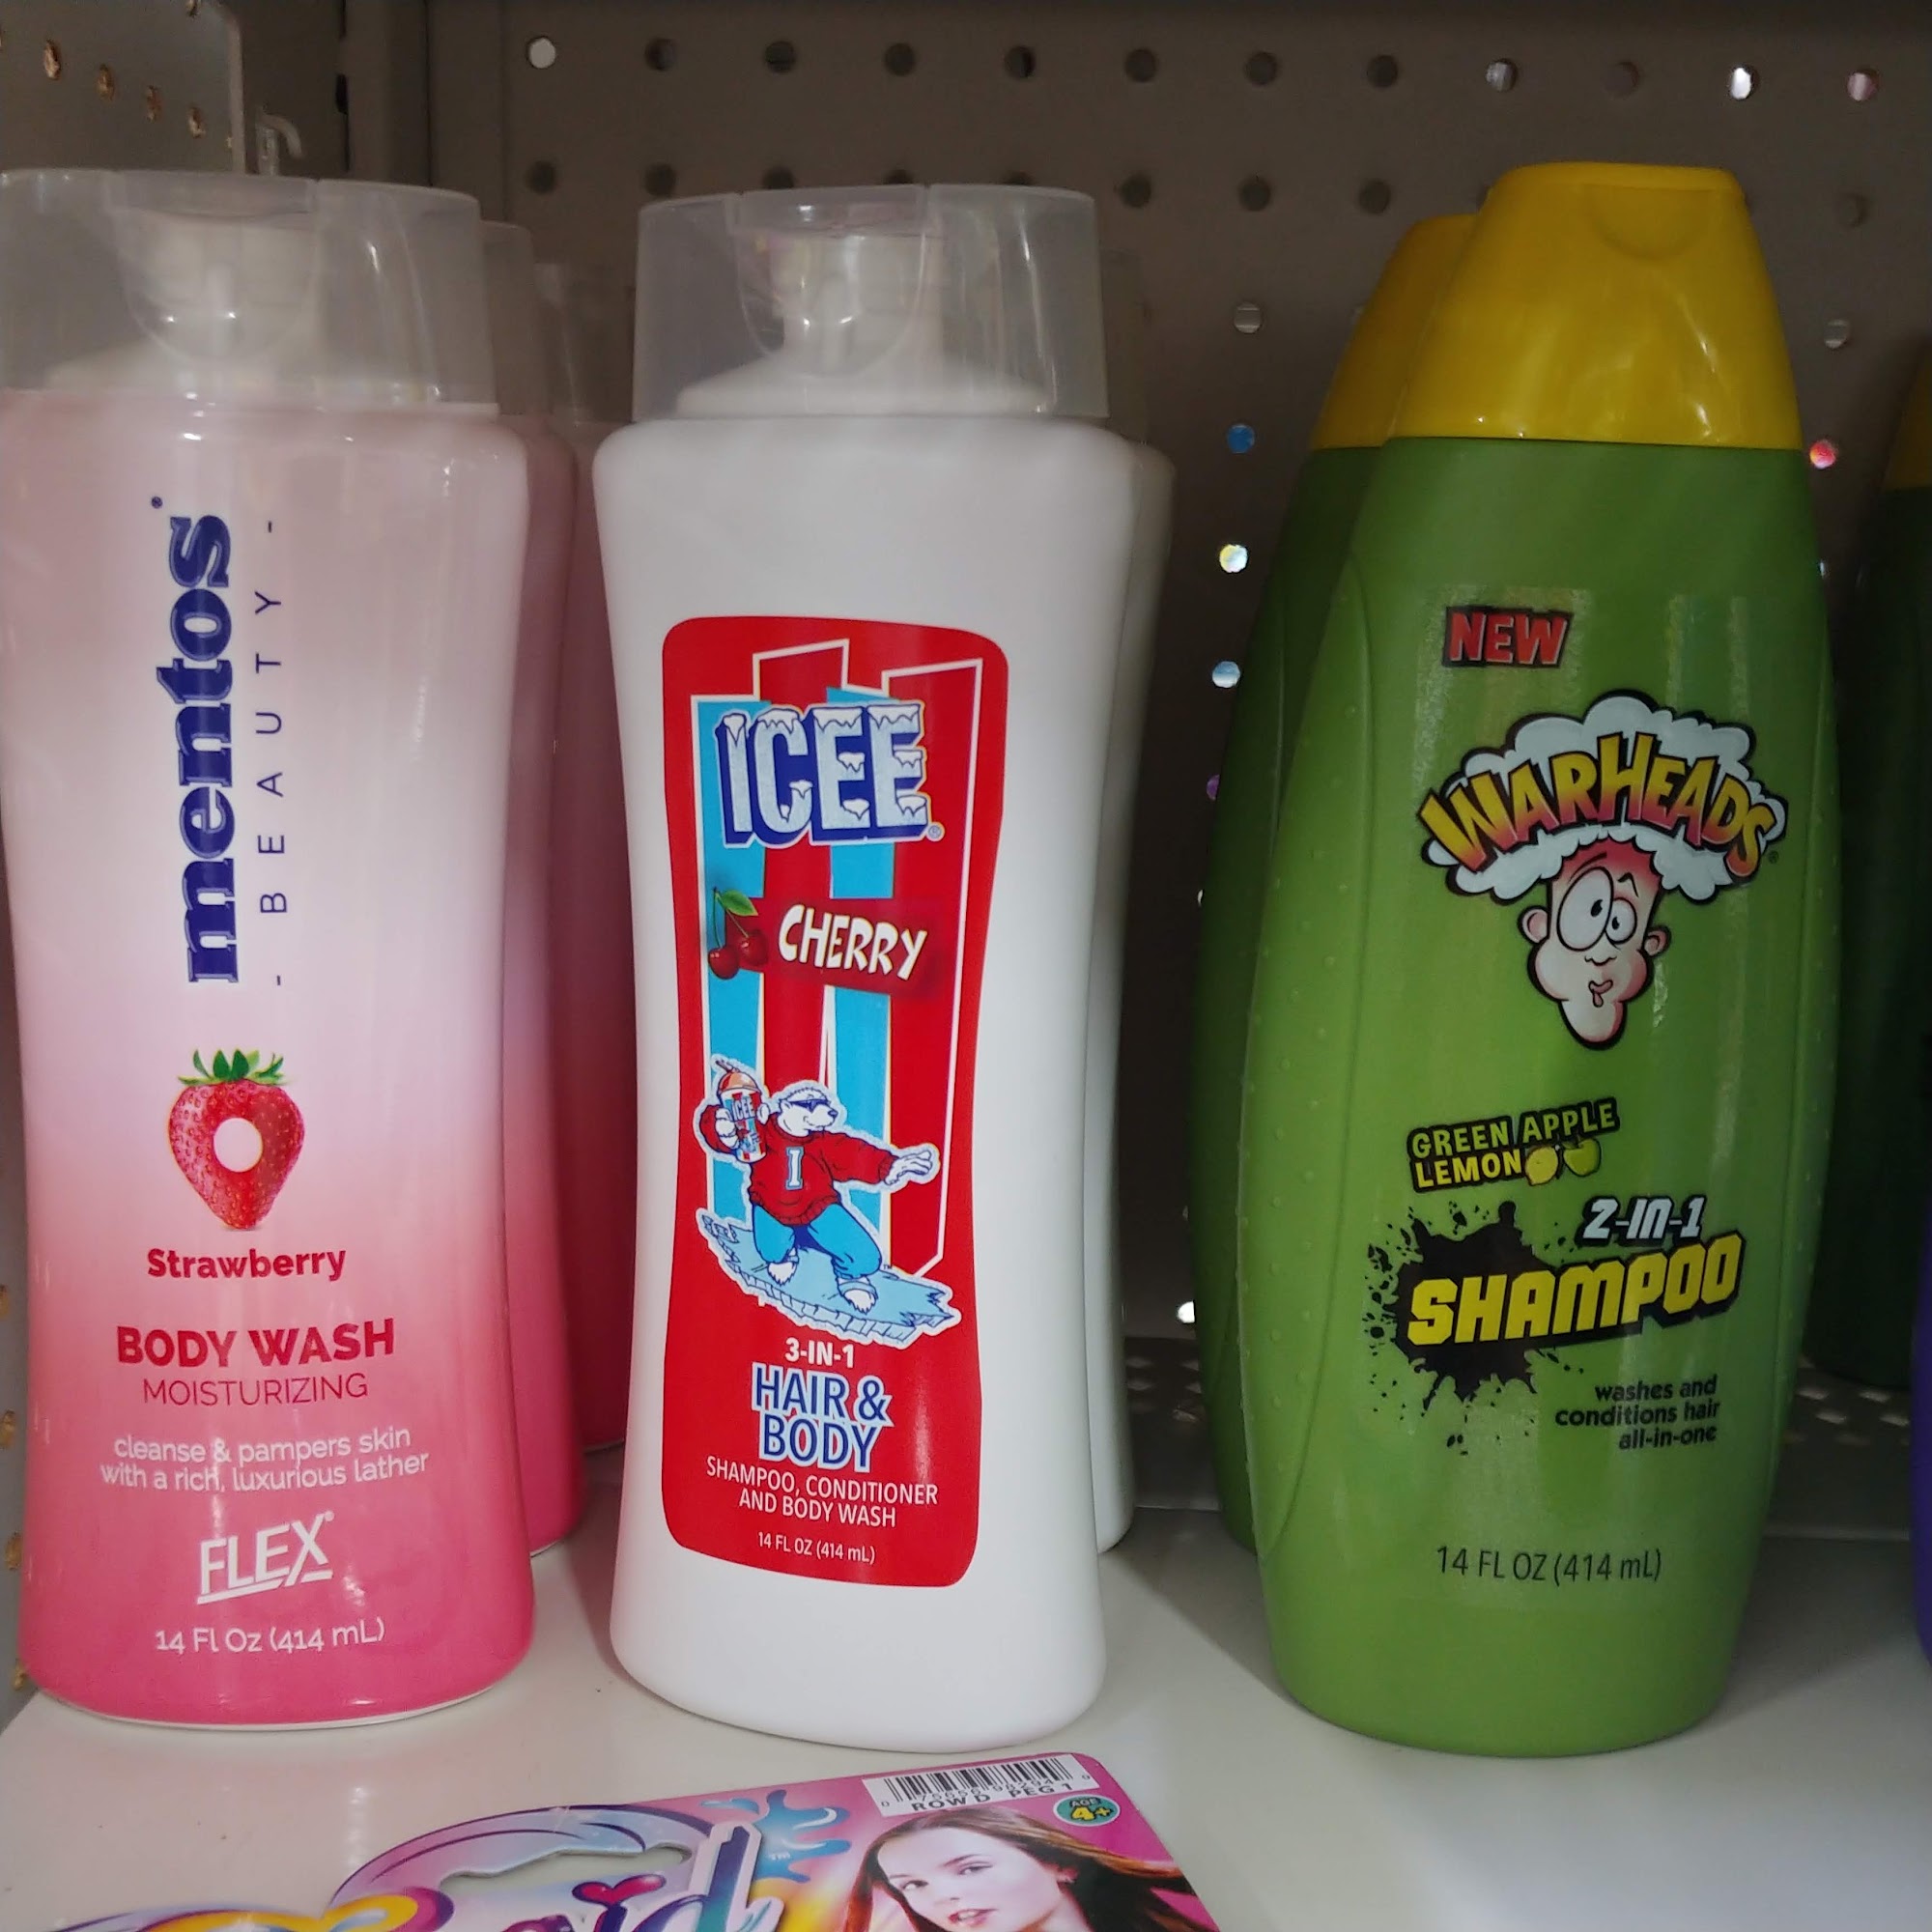 mentos
- BEAUTY -
Strawberry
BODY WASH
MOISTURIZING
cleanse & pampers skin
with a rich, luxurious lather
FLEX®
14 Fl Oz (414 mL)
ICEE®
CHERRY
ICEE
I
3-IN-1
HAIR &
BODY
SHAMPOO, CONDITIONER
AND BODY WASH
14 FL OZ (414 mL)
NEW
WARHEADS®
GREEN APPLE
LEMON
2-IN-1
SHAMPOO
washes and
conditions hair
all-in-one
14 FL OZ (414 mL)
ROW D PEG 1
AGE
4+